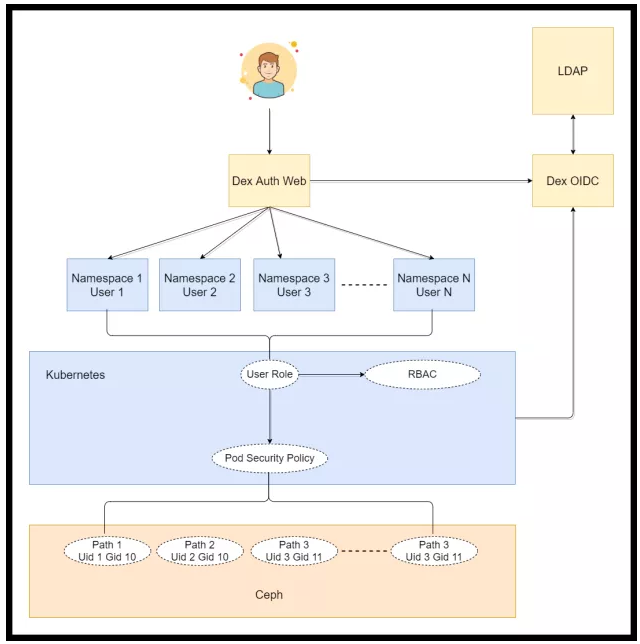 LDAP
Dex Auth Web
Dex OIDC
Namespace 1
User 1
Namespace 2
User 2
Namespace 3
User 3
Namespace N
User N
Kubernetes
User Role
RBAC
Pod Security Policy
Path 1
Uid 1 Gid 10
Path 2
Uid 2 Gid 10
Path 3
Uid 3 Gid 11
Path 3
Uid 3 Gid 11
Ceph